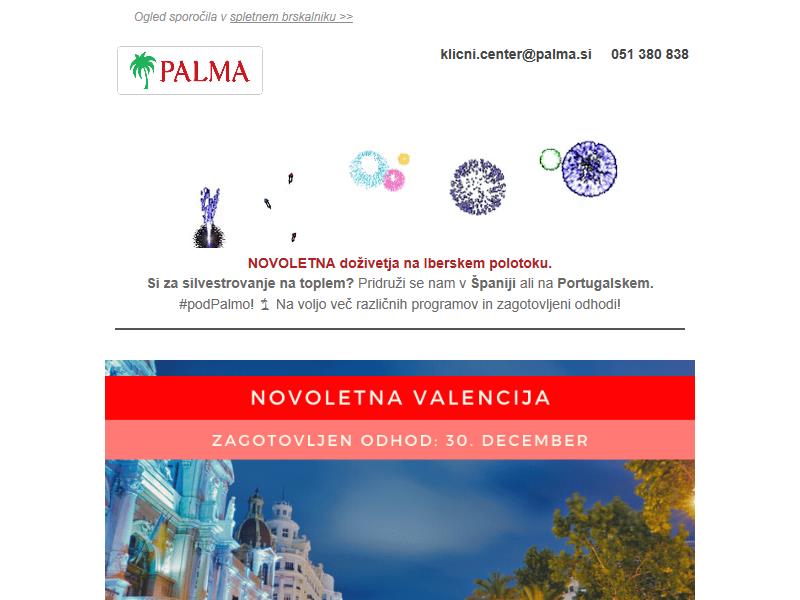 Ogled sporočila v spletnem brskalniku >>
PALMA
klicni.center@palma.si 051 380 838
NOVOLETNA doživetja na Iberskem polotoku.
Si za silvestrovanje na toplem? Pridruži se nam v Španiji ali na Portugalskem.
#podPalmo! Na voljo več različnih programov in zagotovljeni odhodi!
NOVOLETNA VALENCIJA
ZAGOTOVLJEN ODHOD: 30. DECEMBER